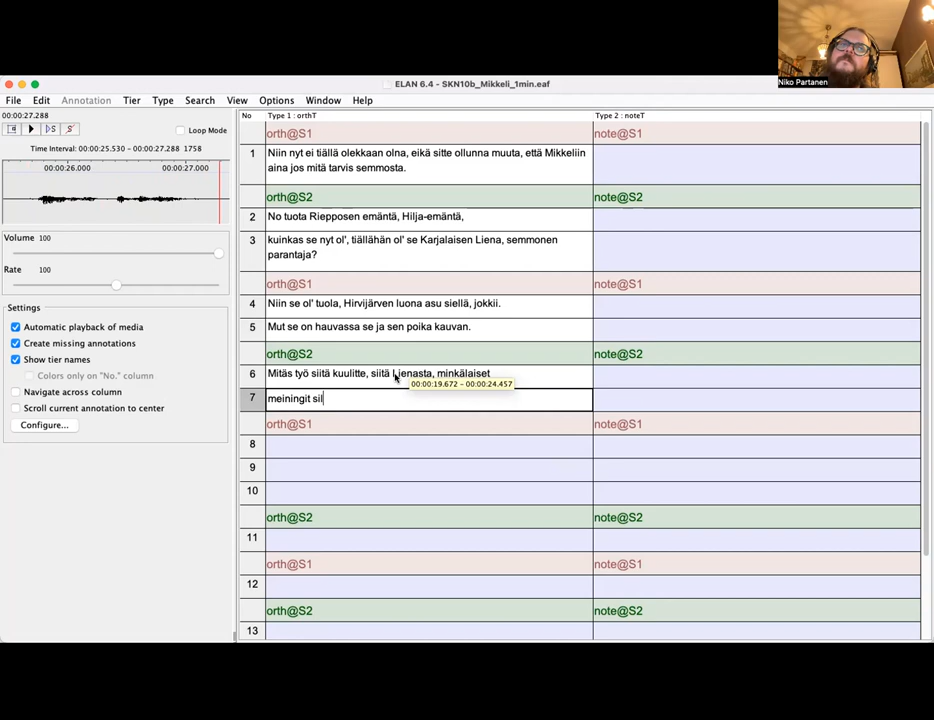 Niko Partanen
ELAN 6.4 - SKN10b_Mikkeli_1min.eaf
File Edit Annotation Tier Type Search View Options Window Help
00:00:27.288
Loop Mode
Time Interval: 00:00:25.530 - 00:00:27.288 1758
00:00:26.000 00:00:27.000
Volume 100
Rate 100
Settings
Automatic playback of media
Create missing annotations
Show tier names
Colors only on "No." column
Navigate across column
Scroll current annotation to center
Configure...
No Type 1 : orthT Type 2 : noteT
orth@S1 note@S1
1 Niin nyt ei tiällä olekkaan olna, eikä sitte ollunna muuta, että Mikkeliin
aina jos mitä tarvis semmosta.
orth@S2 note@S2
2 No tuota Riepposen emäntä, Hilja-emäntä,
3 kuinkas se nyt ol', tiällähän ol' se Karjalaisen Liena, semmonen
parantaja?
orth@S1 note@S1
4 Niin se ol' tuola, Hirvijärven luona asu siellä, jokkii.
5 Mut se on hauvassa se ja sen poika kauvan.
orth@S2 note@S2
6 Mitäs työ siitä kuulitte, siitä Lienasta, minkälaiset
00:00:19.672 - 00:00:24.457
7 meiningit sil
orth@S1 note@S1
8
9
10
orth@S2 note@S2
11
orth@S1 note@S1
12
orth@S2 note@S2
13